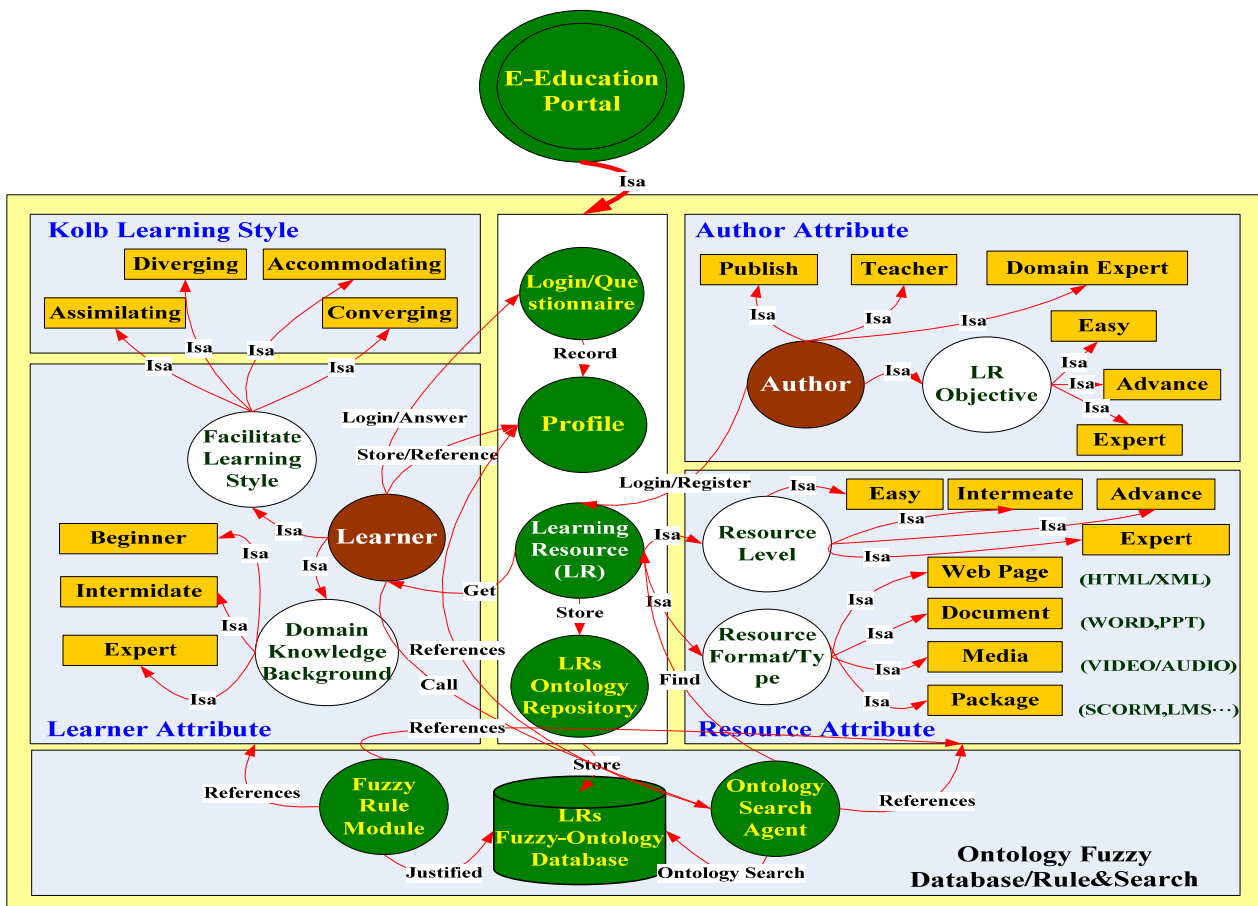 E-Education
Portal
Isa
Kolb Learning Style
Diverging
Accommodating
Assimilating
Converging
Isa
Isa
Isa
Isa
Facilitate
Learning
Style
Login/Answer
Store/Reference
Learner
Isa
Isa
Beginner
Intermidate
Expert
Isa
Isa
Isa
Domain
Knowledge
Background
References
Call
Get
Learner Attribute
Login/Que
stionnaire
Record
Profile
Learning
Resource
(LR)
Store
LRs
Ontology
Repository
Store
Author Attribute
Publish
Teacher
Domain Expert
Isa
Isa
Isa
Author
Isa
LR
Objective
Easy
Advance
Expert
Isa
Isa
Isa
Login/Register
Isa
Isa
Find
Resource
Level
Isa
Isa
Isa
Isa
Easy
Intermeate
Advance
Expert
Resource
Format/Ty
pe
Isa
Isa
Isa
Isa
Web Page
(HTML/XML)
Document
(WORD,PPT)
Media
(VIDEO/AUDIO)
Package
(SCORM,LMS···)
Resource Attribute
References
References
Fuzzy
Rule
Module
Justified
LRs
Fuzzy-Ontology
Database
Ontology
Search
Agent
References
Ontology Search
Ontology Fuzzy
Database/Rule&Search